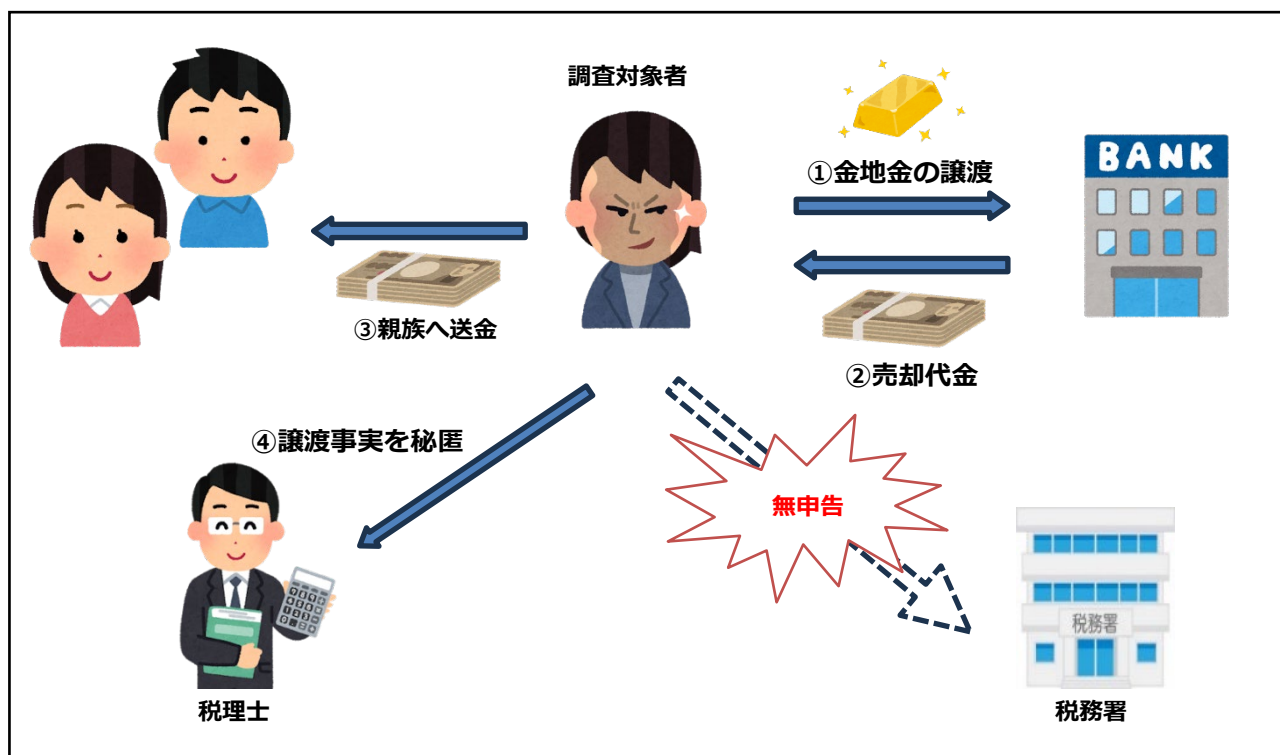 調査対象者
①金地金の譲渡
BANK
②売却代金
③親族へ送金
④譲渡事実を秘匿
無申告
税務署
税理士
税務署